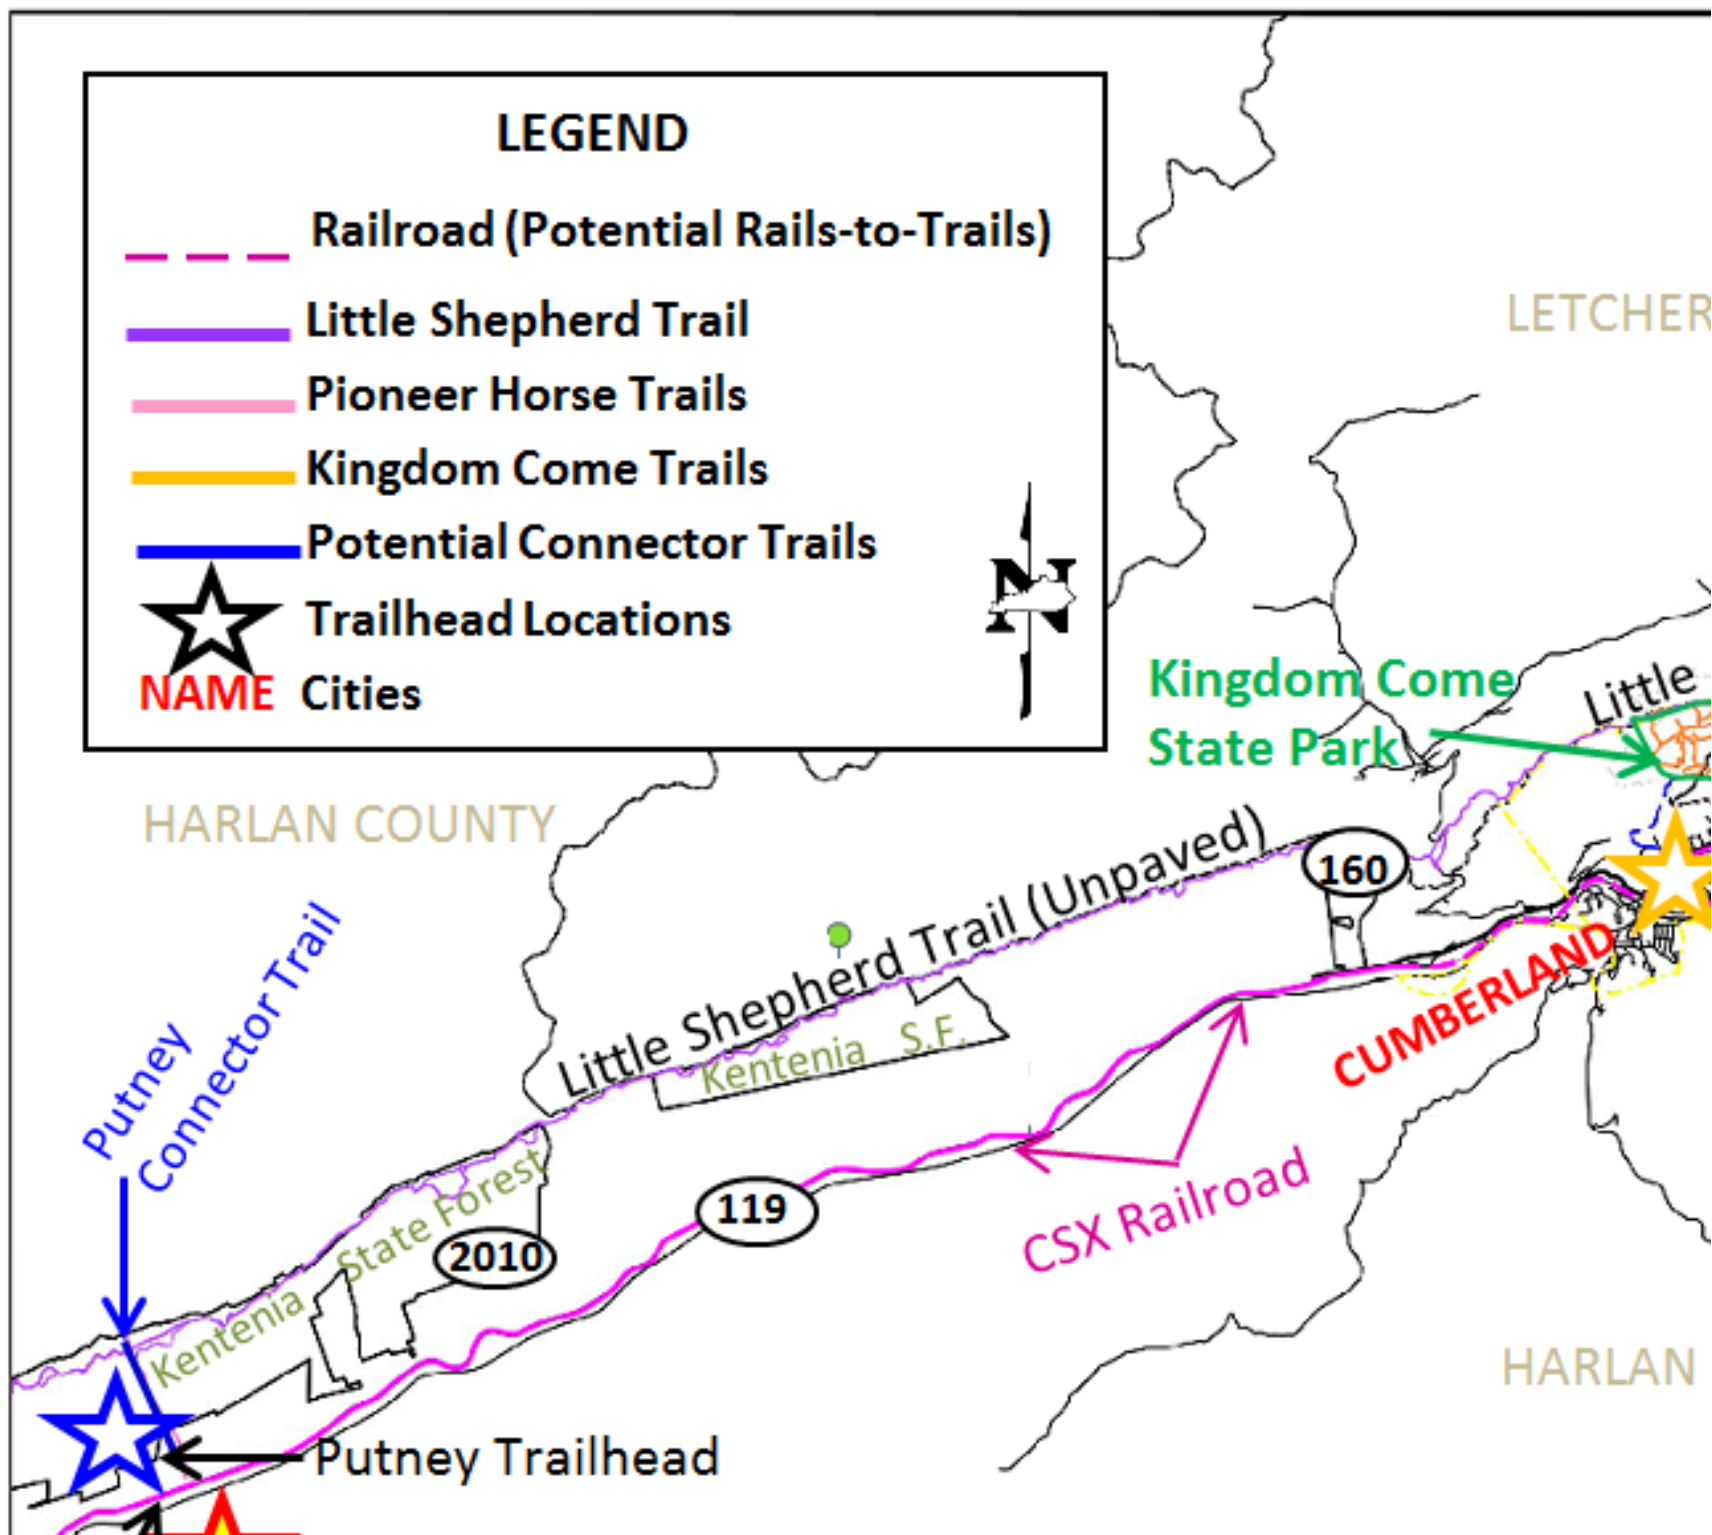 LEGEND
Railroad (Potential Rails-to-Trails)
Little Shepherd Trail
Pioneer Horse Trails
Kingdom Come Trails
Potential Connector Trails
Trailhead Locations
NAME Cities
N
LETCHER
Kingdom Come
State Park
Little
HARLAN COUNTY
160
Little Shepherd Trail (Unpaved)
CUMBERLAND
Kentenia S.F.
Putney
Connector Trail
CSX Railroad
119
2010
Kentenia
State Forest
HARLAN
Putney Trailhead